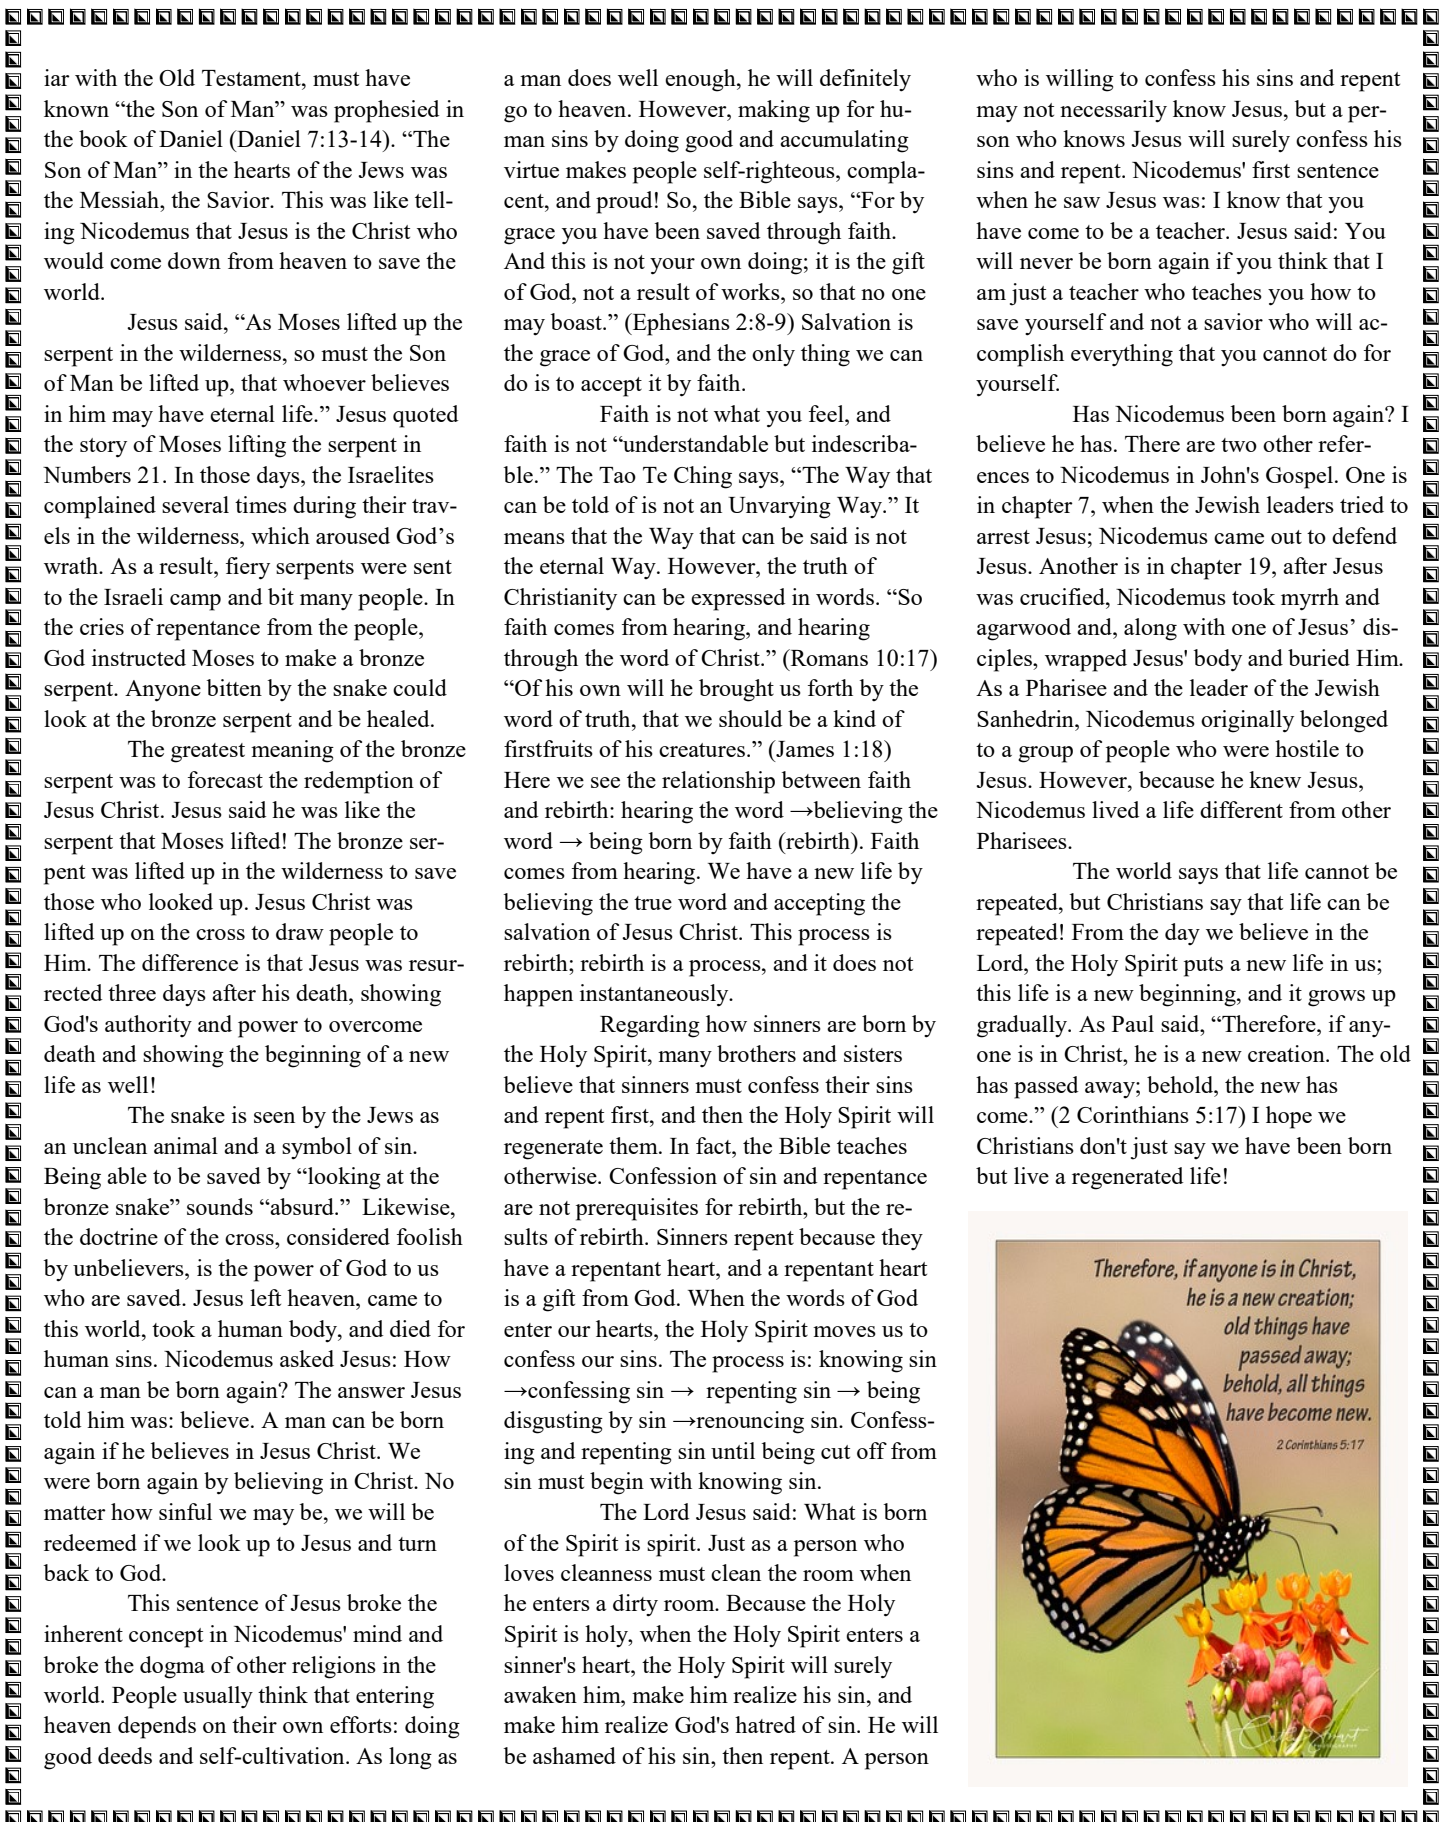 iar with the Old Testament, must have
known “the Son of Man” was prophesied in
the book of Daniel (Daniel 7:13-14). “The
Son of Man” in the hearts of the Jews was
the Messiah, the Savior. This was like tell-
ing Nicodemus that Jesus is the Christ who
would come down from heaven to save the
world.
Jesus said, “As Moses lifted up the
serpent in the wilderness, so must the Son
of Man be lifted up, that whoever believes
in him may have eternal life.” Jesus quoted
the story of Moses lifting the serpent in
Numbers 21. In those days, the Israelites
complained several times during their trav-
els in the wilderness, which aroused God’s
wrath. As a result, fiery serpents were sent
to the Israeli camp and bit many people. In
the cries of repentance from the people,
God instructed Moses to make a bronze
serpent. Anyone bitten by the snake could
look at the bronze serpent and be healed.
The greatest meaning of the bronze
serpent was to forecast the redemption of
Jesus Christ. Jesus said he was like the
serpent that Moses lifted! The bronze ser-
pent was lifted up in the wilderness to save
those who looked up. Jesus Christ was
lifted up on the cross to draw people to
Him. The difference is that Jesus was resur-
rected three days after his death, showing
God's authority and power to overcome
death and showing the beginning of a new
life as well!
The snake is seen by the Jews as
an unclean animal and a symbol of sin.
Being able to be saved by “looking at the
bronze snake” sounds “absurd.”  Likewise,
the doctrine of the cross, considered foolish
by unbelievers, is the power of God to us
who are saved. Jesus left heaven, came to
this world, took a human body, and died for
human sins. Nicodemus asked Jesus: How
can a man be born again? The answer Jesus
told him was: believe. A man can be born
again if he believes in Jesus Christ. We
were born again by believing in Christ. No
matter how sinful we may be, we will be
redeemed if we look up to Jesus and turn
back to God.
This sentence of Jesus broke the
inherent concept in Nicodemus' mind and
broke the dogma of other religions in the
world. People usually think that entering
heaven depends on their own efforts: doing
good deeds and self-cultivation. As long as
a man does well enough, he will definitely
go to heaven. However, making up for hu-
man sins by doing good and accumulating
virtue makes people self-righteous, compla-
cent, and proud! So, the Bible says, “For by
grace you have been saved through faith.
And this is not your own doing; it is the gift
of God, not a result of works, so that no one
may boast.” (Ephesians 2:8-9) Salvation is
the grace of God, and the only thing we can
do is to accept it by faith.
Faith is not what you feel, and
faith is not “understandable but indescriba-
ble.” The Tao Te Ching says, “The Way that
can be told of is not an Unvarying Way.” It
means that the Way that can be said is not
the eternal Way. However, the truth of
Christianity can be expressed in words. “So
faith comes from hearing, and hearing
through the word of Christ.” (Romans 10:17)
“Of his own will he brought us forth by the
word of truth, that we should be a kind of
firstfruits of his creatures.” (James 1:18)
Here we see the relationship between faith
and rebirth: hearing the word →believing the
word → being born by faith (rebirth). Faith
comes from hearing. We have a new life by
believing the true word and accepting the
salvation of Jesus Christ. This process is
rebirth; rebirth is a process, and it does not
happen instantaneously.
Regarding how sinners are born by
the Holy Spirit, many brothers and sisters
believe that sinners must confess their sins
and repent first, and then the Holy Spirit will
regenerate them. In fact, the Bible teaches
otherwise. Confession of sin and repentance
are not prerequisites for rebirth, but the re-
sults of rebirth. Sinners repent because they
have a repentant heart, and a repentant heart
is a gift from God. When the words of God
enter our hearts, the Holy Spirit moves us to
confess our sins. The process is: knowing sin
→confessing sin →  repenting sin → being
disgusting by sin →renouncing sin. Confess-
ing and repenting sin until being cut off from
sin must begin with knowing sin.
The Lord Jesus said: What is born
of the Spirit is spirit. Just as a person who
loves cleanness must clean the room when
he enters a dirty room. Because the Holy
Spirit is holy, when the Holy Spirit enters a
sinner's heart, the Holy Spirit will surely
awaken him, make him realize his sin, and
make him realize God's hatred of sin. He will
be ashamed of his sin, then repent. A person
who is willing to confess his sins and repent
may not necessarily know Jesus, but a per-
son who knows Jesus will surely confess his
sins and repent. Nicodemus' first sentence
when he saw Jesus was: I know that you
have come to be a teacher. Jesus said: You
will never be born again if you think that I
am just a teacher who teaches you how to
save yourself and not a savior who will ac-
complish everything that you cannot do for
yourself.
Has Nicodemus been born again? I
believe he has. There are two other refer-
ences to Nicodemus in John's Gospel. One is
in chapter 7, when the Jewish leaders tried to
arrest Jesus; Nicodemus came out to defend
Jesus. Another is in chapter 19, after Jesus
was crucified, Nicodemus took myrrh and
agarwood and, along with one of Jesus’ dis-
ciples, wrapped Jesus' body and buried Him.
As a Pharisee and the leader of the Jewish
Sanhedrin, Nicodemus originally belonged
to a group of people who were hostile to
Jesus. However, because he knew Jesus,
Nicodemus lived a life different from other
Pharisees.
The world says that life cannot be
repeated, but Christians say that life can be
repeated! From the day we believe in the
Lord, the Holy Spirit puts a new life in us;
this life is a new beginning, and it grows up
gradually. As Paul said, “Therefore, if any-
one is in Christ, he is a new creation. The old
has passed away; behold, the new has
come.” (2 Corinthians 5:17) I hope we
Christians don't just say we have been born
but live a regenerated life!
Therefore, if anyone is in Christ,
he is a new creation;
old things have
passed away;
behold, all things
have become new.
2 Corinthians 5:17